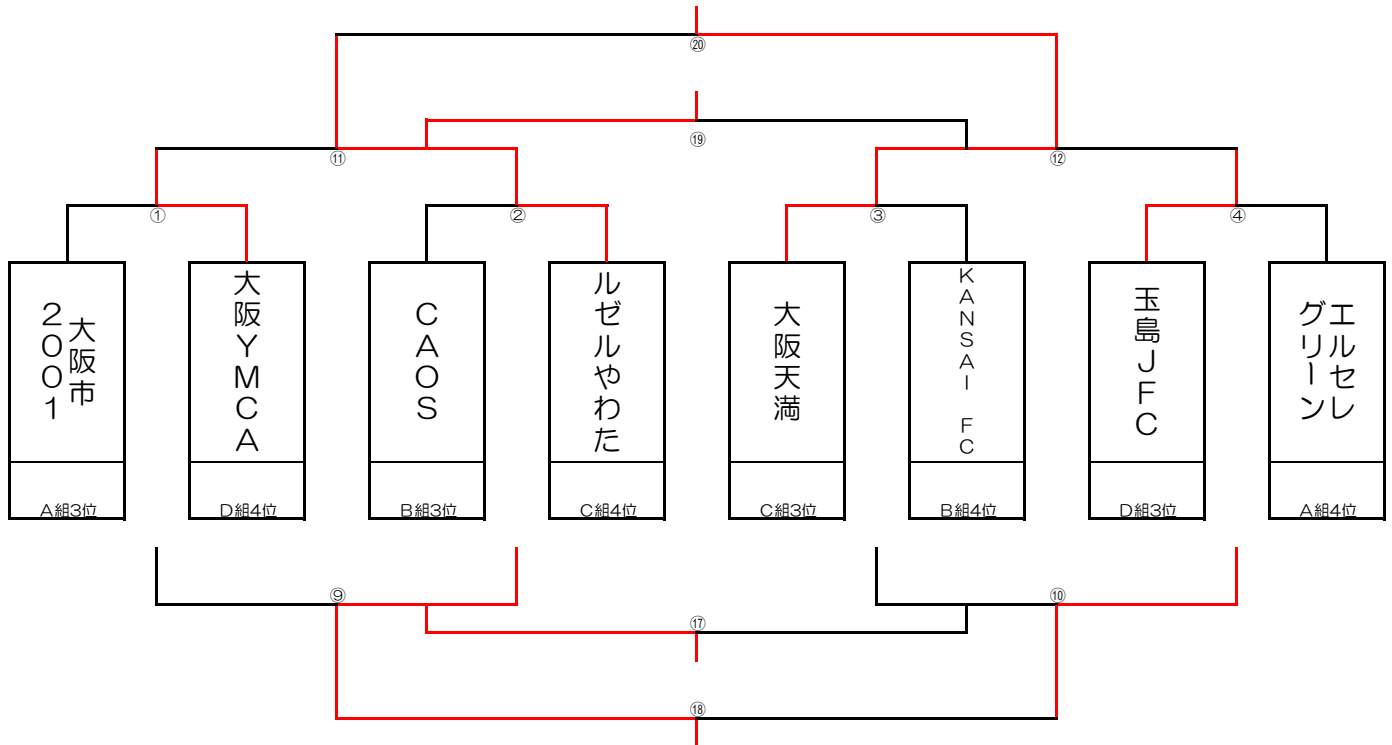 ⑳
⑲
⑪
⑫
①
②
③
④
大阪市
2001
大阪YMCA
CAOS
ルゼルやわた
大阪天満
KANSAI FC
玉島JFC
エルセレ
グリーン
A組3位
D組4位
B組3位
C組4位
C組3位
B組4位
D組3位
A組4位
⑨
⑩
⑰
⑱